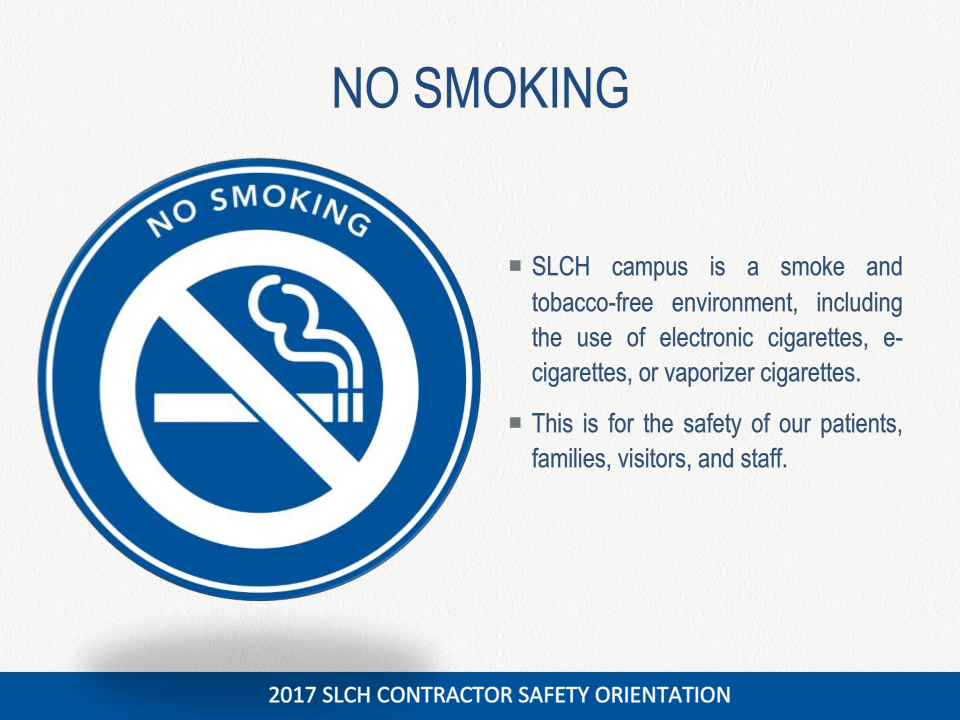 NO SMOKING
NO SMOKING
SLCH campus is a smoke and
tobacco-free environment, including
the use of electronic cigarettes, e-
cigarettes, or vaporizer cigarettes.
This is for the safety of our patients,
families, visitors, and staff.
2017 SLCH CONTRACTOR SAFETY ORIENTATION